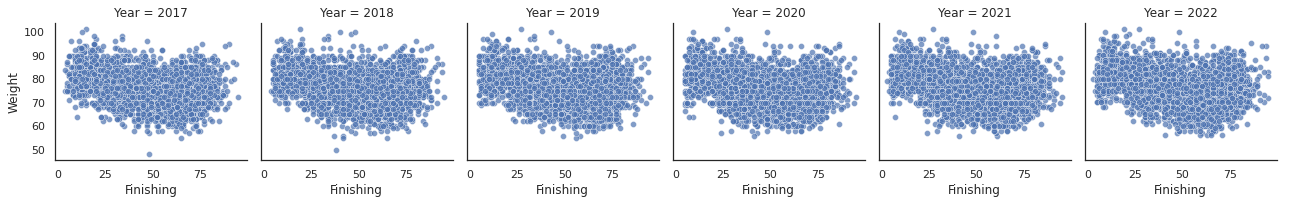 Year = 2017
Year = 2018
Year = 2019
Year = 2020
Year = 2021
Year = 2022
Weight
100
90
80
70
60
50
0 25 50 75
0 25 50 75
0 25 50 75
0 25 50 75
0 25 50 75
0 25 50 75
Finishing
Finishing
Finishing
Finishing
Finishing
Finishing